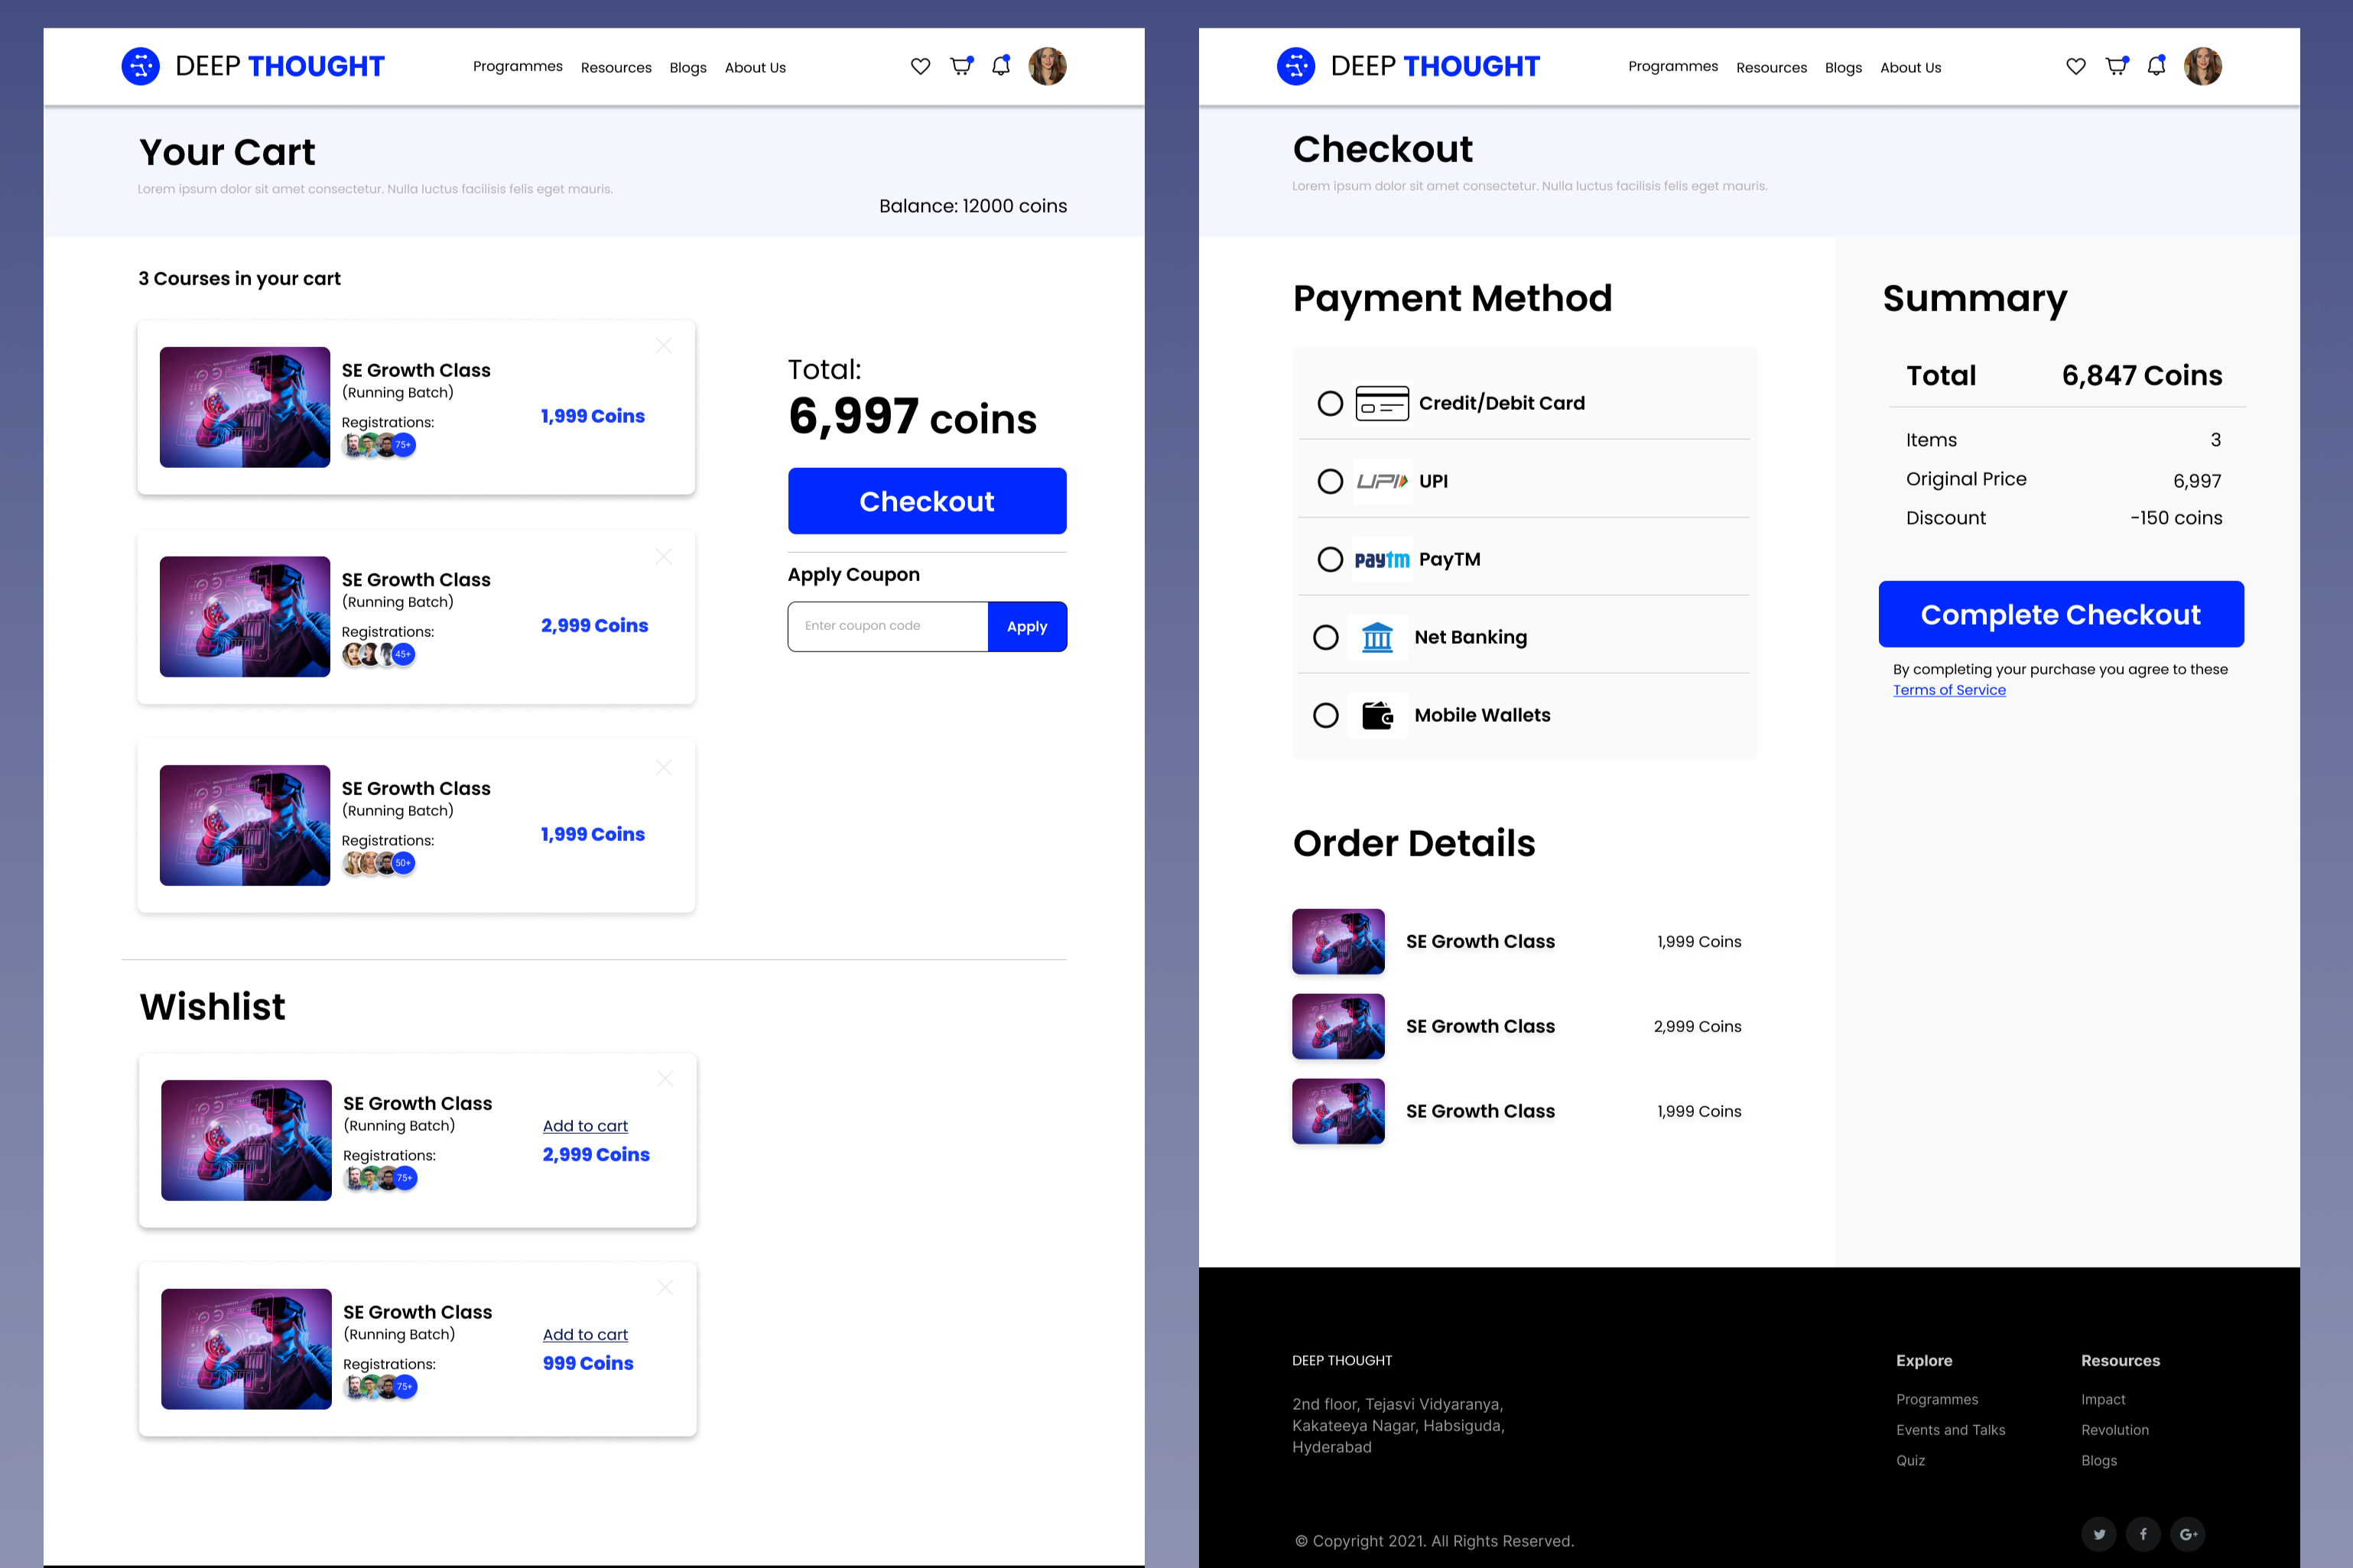 DEEP THOUGHT
Programmes Resources Blogs About Us
Your Cart
Lorem ipsum dolor sit amet consectetur. Nulla luctus facilisis felis eget mauris.
Balance: 12000 coins
3 Courses in your cart
SE Growth Class
(Running Batch)
Registrations:
75+
1,999 Coins
SE Growth Class
(Running Batch)
Registrations:
45+
2,999 Coins
SE Growth Class
(Running Batch)
Registrations:
50+
1,999 Coins
Total:
6,997 coins
Checkout
Apply Coupon
Enter coupon code
Apply
Wishlist
SE Growth Class
(Running Batch)
Registrations:
75+
Add to cart
2,999 Coins
SE Growth Class
(Running Batch)
Registrations:
75+
Add to cart
999 Coins
DEEP THOUGHT
Programmes Resources Blogs About Us
Checkout
Lorem ipsum dolor sit amet consectetur. Nulla luctus facilisis felis eget mauris.
Payment Method
Credit/Debit Card
UPI UPI
paytm PayTM
Net Banking
Mobile Wallets
Order Details
SE Growth Class 1,999 Coins
SE Growth Class 2,999 Coins
SE Growth Class 1,999 Coins
Summary
Total 6,847 Coins
Items 3
Original Price 6,997
Discount -150 coins
Complete Checkout
By completing your purchase you agree to these
Terms of Service
DEEP THOUGHT
2nd floor, Tejasvi Vidyaranya,
Kakateeya Nagar, Habsiguda,
Hyderabad
Explore
Programmes
Events and Talks
Quiz
Resources
Impact
Revolution
Blogs
© Copyright 2021. All Rights Reserved.
f
G+